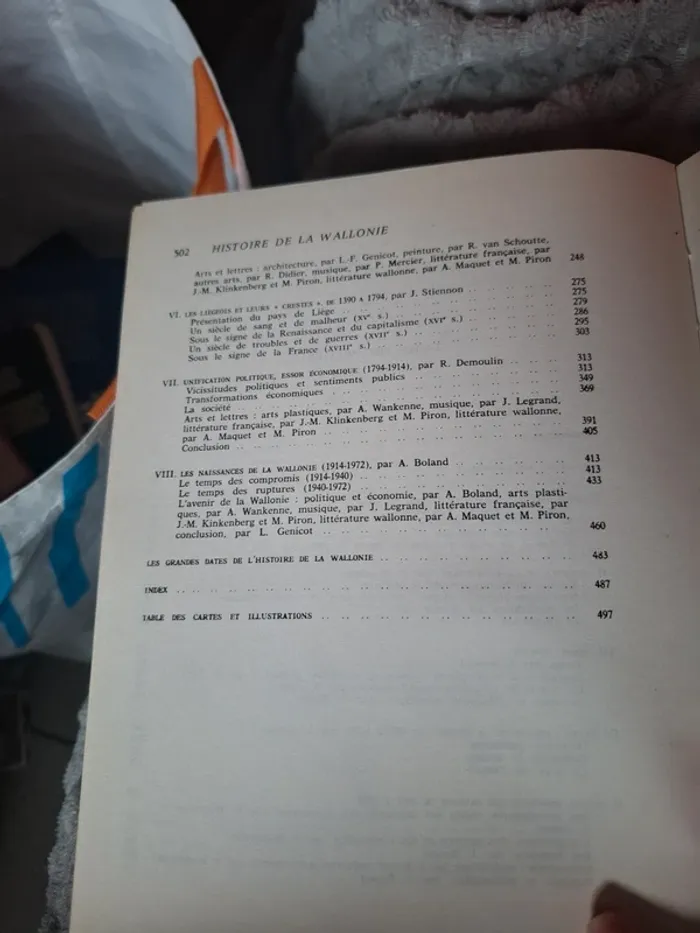 502 HISTOIRE DE LA WALLONIE
Arts et lettres : architecture, par L.-F. Genicot, peinture, par R. van Schoutte,
autres arts, par R. Didier, musique, par P. Mercier, littérature française, par
J.-M. Klinkenberg et M. Piron, littérature wallonne, par A. Maquet et M. Piron 248
VI. LES LIEGEOIS ET LEURS « CRESTES », DE 1390 A 1794, par J. Stiennon .. .. .. .. .. 275
Présentation du pays de Liège .. .. .. .. .. .. .. .. 275
Un siècle de sang et de malheur (XVe s.) .. .. .. .. .. .. 279
Sous le signe de la Renaissance et du capitalisme (XVIe s.) .. .. .. .. 286
Un siècle de troubles et de guerres (XVIIe s.) .. .. .. .. .. 295
Sous le signe de la France (XVIIIe s.) .. .. .. .. .. .. 303
VII. UNIFICATION POLITIQUE, ESSOR ÉCONOMIQUE (1794-1914), par R. Demoulin .. .. .. 313
Vicissitudes politiques et sentiments publics .. .. .. .. .. .. 313
Transformations économiques .. .. .. .. .. .. .. .. 349
La société .. .. .. .. .. .. .. .. .. .. 369
Arts et lettres : arts plastiques, par A. Wankenne, musique, par J. Legrand,
littérature française, par J.-M. Klinkenberg et M. Piron, littérature wallonne,
par A. Maquet et M. Piron .. .. .. .. .. .. .. .. 391
Conclusion .. .. .. .. .. .. .. .. .. .. 405
VIII. LES NAISSANCES DE LA WALLONIE (1914-1972), par A. Boland .. .. .. .. .. 413
Le temps des compromis (1914-1940) .. .. .. .. .. .. .. 413
Le temps des ruptures (1940-1972) .. .. .. .. .. .. .. 433
L'avenir de la Wallonie : politique et économie, par A. Boland, arts plasti-
ques, par A. Wankenne, musique, par J. Legrand, littérature française, par
J.-M. Kinkenberg et M. Piron, littérature wallonne, par A. Maquet et M. Piron,
conclusion, par L. Genicot .. .. .. .. .. .. .. .. 460
LES GRANDES DATES DE L'HISTOIRE DE LA WALLONIE .. .. .. .. .. .. .. 483
INDEX .. .. .. .. .. .. .. .. .. .. .. .. .. 487
TABLE DES CARTES ET ILLUSTRATIONS .. .. .. .. .. .. .. .. .. 497